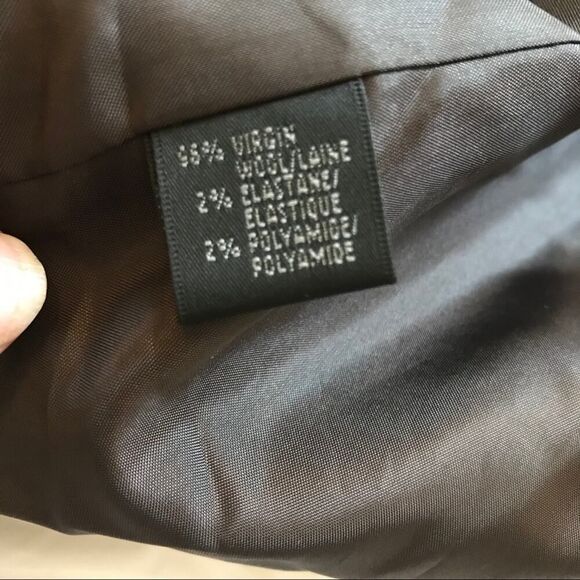 96% VIRGIN
WOOL/LAINE
2% ELASTANE/
ELASTIQUE
2% POLYAMIDE/
POLYAMIDE